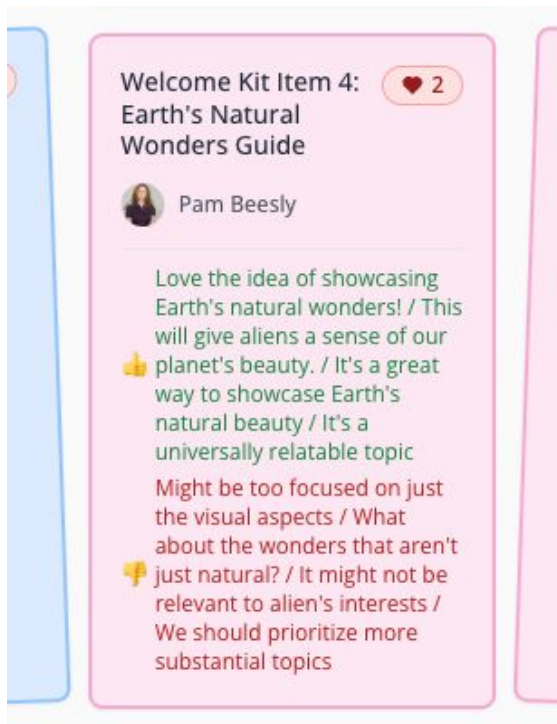 Welcome Kit Item 4:
Earth's Natural
Wonders Guide
2
Pam Beesly
Love the idea of showcasing
Earth's natural wonders! / This
will give aliens a sense of our
planet's beauty. / It's a great
way to showcase Earth's
natural beauty / It's a
universally relatable topic
Might be too focused on just
the visual aspects / What
about the wonders that aren't
just natural? / It might not be
relevant to alien's interests /
We should prioritize more
substantial topics